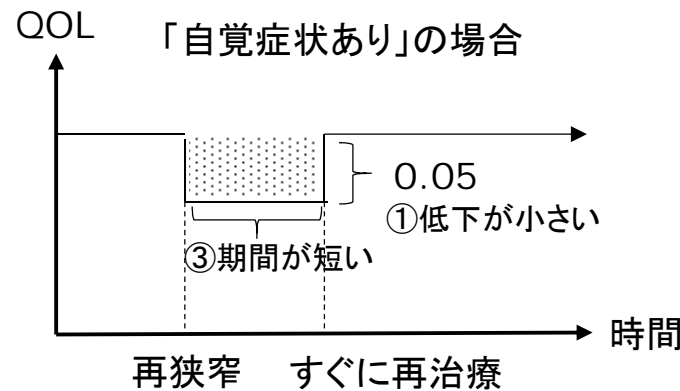 QOL
「自覚症状あり」の場合
0.05
①低下が小さい
③期間が短い
時間
再狭窄
すぐに再治療